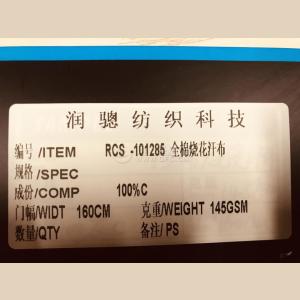 润骢纺织科技
编号/ITEM RCS -101285 全棉烧花汗布
规格/SPEC
成份/COMP 100%C
门幅/WIDT 160CM 克重/WEIGHT 145GSM
数量/QTY 备注/PS